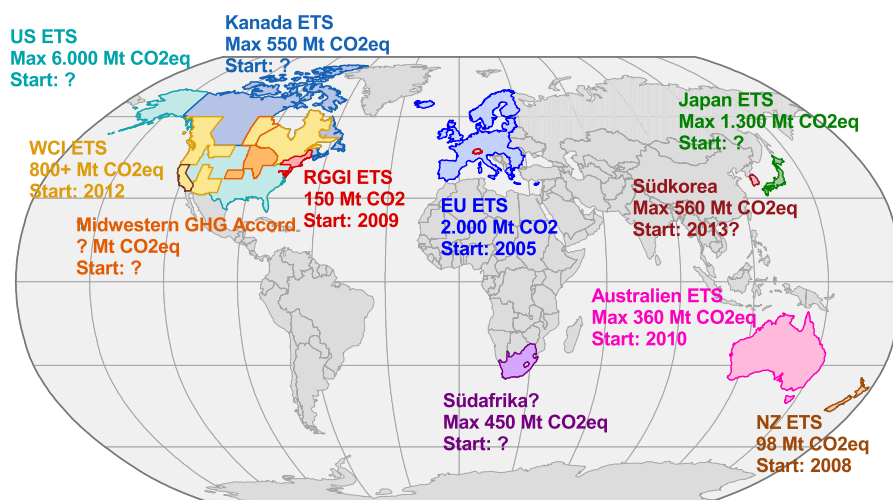 Kanada ETS
Max 550 Mt CO2eq
Start: ?
US ETS
Max 6.000 Mt CO2eq
Start: ?
Japan ETS
Max 1.300 Mt CO2eq
Start: ?
WCI ETS
800+ Mt CO2eq
Start: 2012
RGGI ETS
150 Mt CO2
Start: 2009
Südkorea
Max 560 Mt CO2eq
Start: 2013?
EU ETS
2.000 Mt CO2
Start: 2005
Midwestern GHG Accord
? Mt CO2eq
Start: ?
Australien ETS
Max 360 Mt CO2eq
Start: 2010
Südafrika?
Max 450 Mt CO2eq
Start: ?
NZ ETS
98 Mt CO2eq
Start: 2008